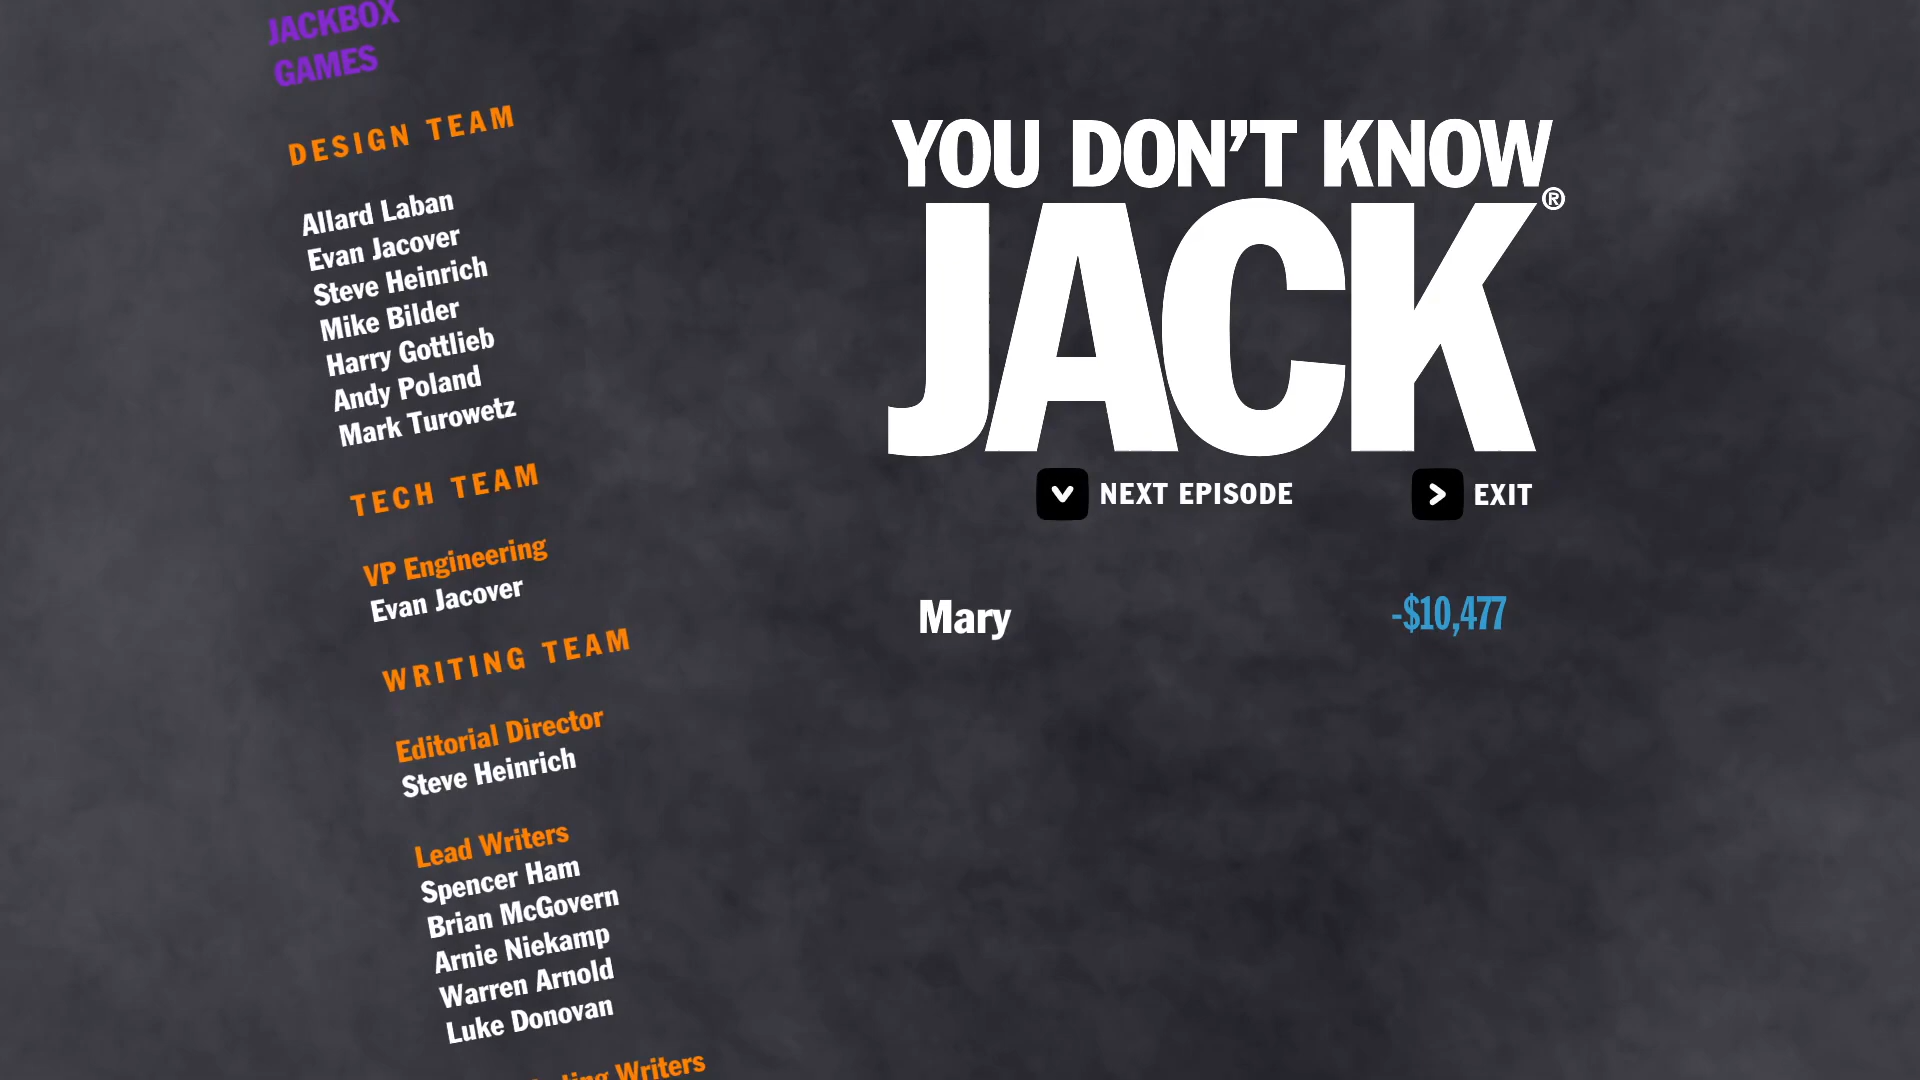 JACKBOX
GAMES
DESIGN TEAM
Allard Laban
Evan Jacover
Steve Heinrich
Mike Bilder
Harry Gottlieb
Andy Poland
Mark Turowetz
TECH TEAM
VP Engineering
Evan Jacover
WRITING TEAM
Editorial Director
Steve Heinrich
Lead Writers
Spencer Ham
Brian McGovern
Arnie Niekamp
Warren Arnold
Luke Donovan
Writers
YOU DON'T KNOW
JACK®
NEXT EPISODE
EXIT
Mary
-$10,477